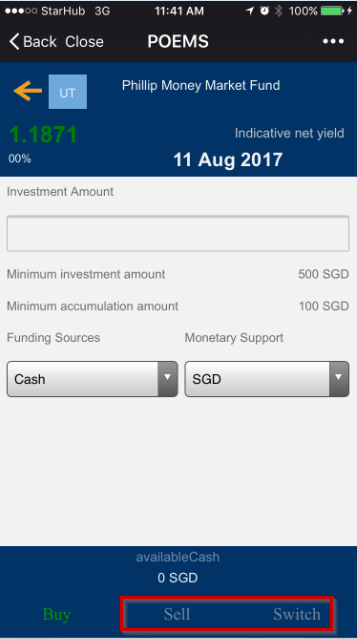 StarHub 3G 11:41 AM 100%
Back Close POEMS
UT Phillip Money Market Fund
1.1871 Indicative net yield
00% 11 Aug 2017
Investment Amount
Minimum investment amount 500 SGD
Minimum accumulation amount 100 SGD
Funding Sources Monetary Support
Cash SGD
availableCash
0 SGD
Buy Sell Switch